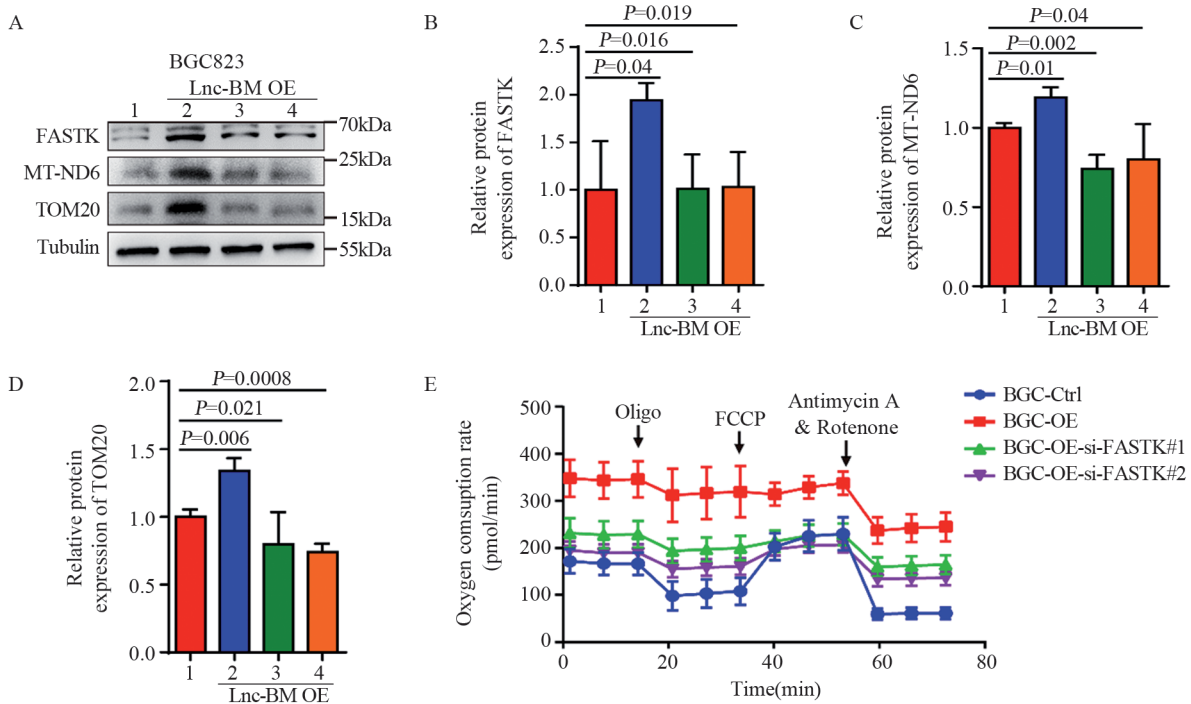 A
BGC823
Lnc-BM OE
1 2 3 4
FASTK
70kDa
25kDa
MT-ND6
TOM20
15kDa
Tubulin
55kDa
B
P=0.019
P=0.016
P=0.04
Relative protein
expression of FASTK
2.5
2.0
1.5
1.0
0.5
0.0
1 2 3 4
Lnc-BM OE
C
P=0.04
P=0.002
P=0.01
Relative protein
expression of MT-ND6
1.5
1.0
0.5
0.0
1 2 3 4
Lnc-BM OE
D
P=0.0008
P=0.021
P=0.006
Relative protein
expression of TOM20
2.0
1.5
1.0
0.5
0.0
1 2 3 4
Lnc-BM OE
E
Oligo
FCCP
Antimycin A
& Rotenone
BGC-Ctrl
BGC-OE
BGC-OE-si-FASTK#1
BGC-OE-si-FASTK#2
Oxygen comsuption rate
(pmol/min)
500
400
300
200
100
0
0 20 40 60 80
Time(min)